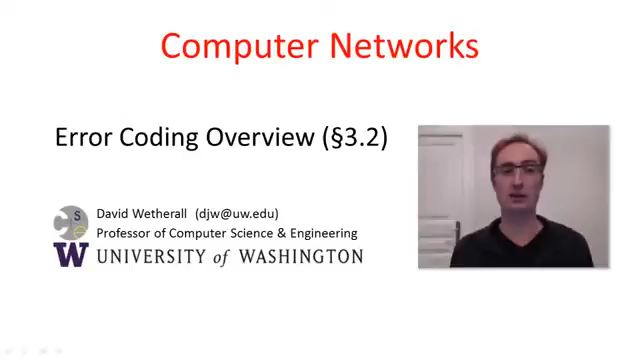 Computer Networks
Error Coding Overview (§3.2)
David Wetherall (djw@uw.edu)
Professor of Computer Science & Engineering
W UNIVERSITY of WASHINGTON